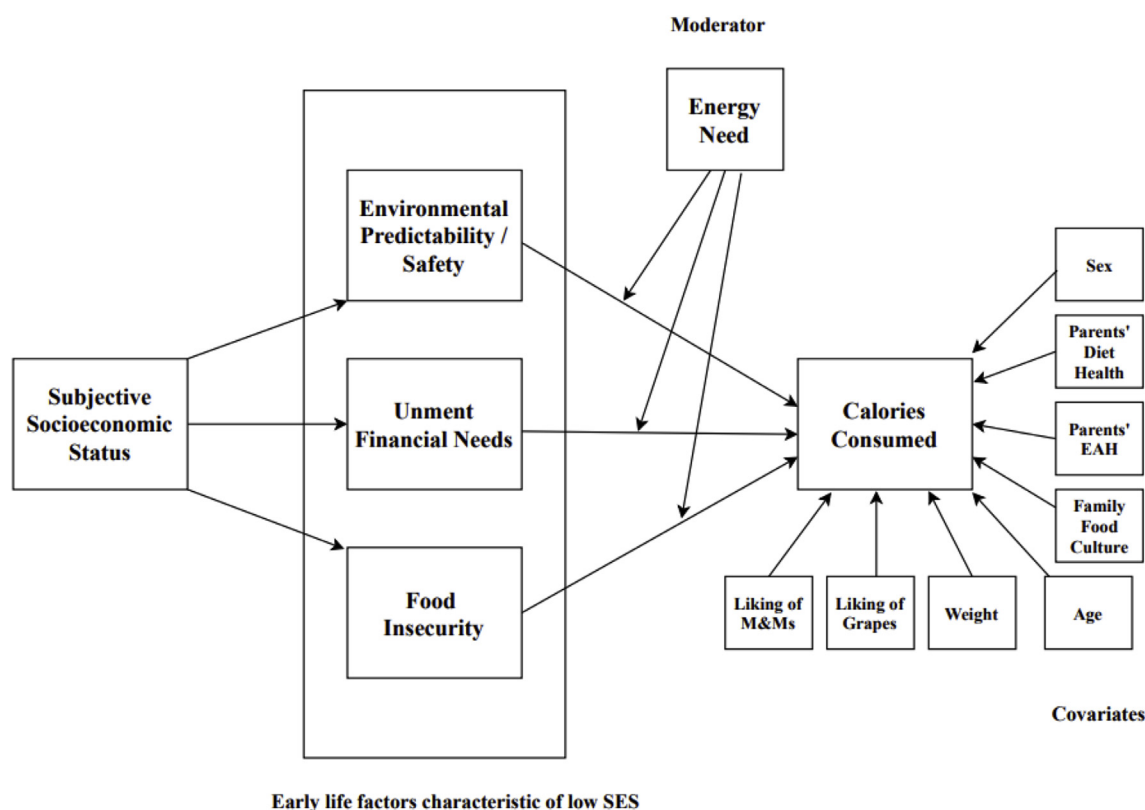 Moderator
Energy
Need
Environmental
Predictability /
Safety
Sex
Parents'
Diet
Health
Subjective
Socioeconomic
Status
Unment
Financial Needs
Calories
Consumed
Parents'
EAH
Family
Food
Culture
Food
Insecurity
Liking of
M&Ms
Liking of
Grapes
Weight
Age
Covariates
Early life factors characteristic of low SES